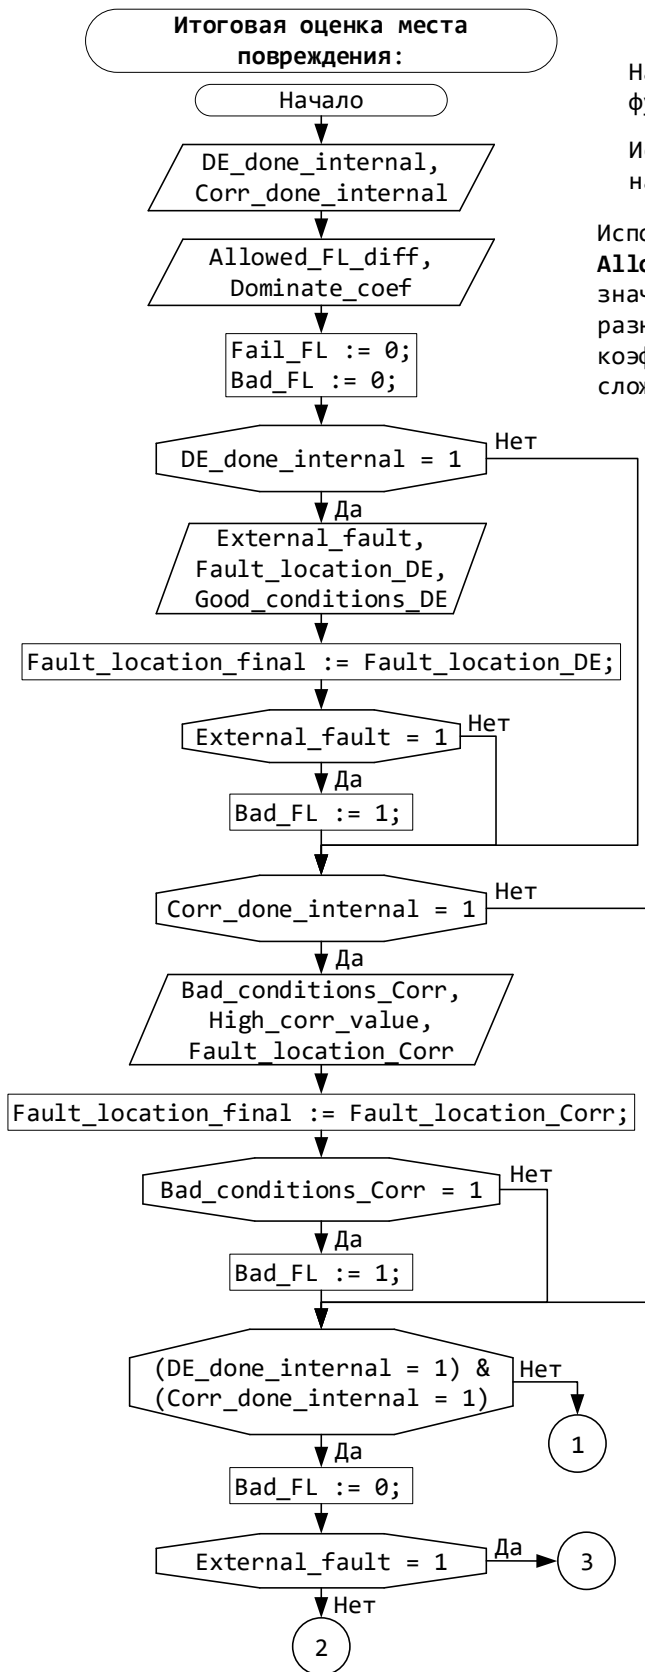 Итоговая оценка места
повреждения:
Начало
DE_done_internal,
Corr_done_internal
Allowed_FL_diff,
Dominate_coef
Fail_FL := 0;
Bad_FL := 0;
DE_done_internal = 1
Нет
Да
External_fault,
Fault_location_DE,
Good_conditions_DE
Fault_location_final := Fault_location_DE;
External_fault = 1
Нет
Да
Bad_FL := 1;
Corr_done_internal = 1
Нет
Да
Bad_conditions_Corr,
High_corr_value,
Fault_location_Corr
Fault_location_final := Fault_location_Corr;
Bad_conditions_Corr = 1
Нет
Да
Bad_FL := 1;
(DE_done_internal = 1) &
(Corr_done_internal = 1)
Нет
1
Да
Bad_FL := 0;
External_fault = 1
Да
3
Нет
2